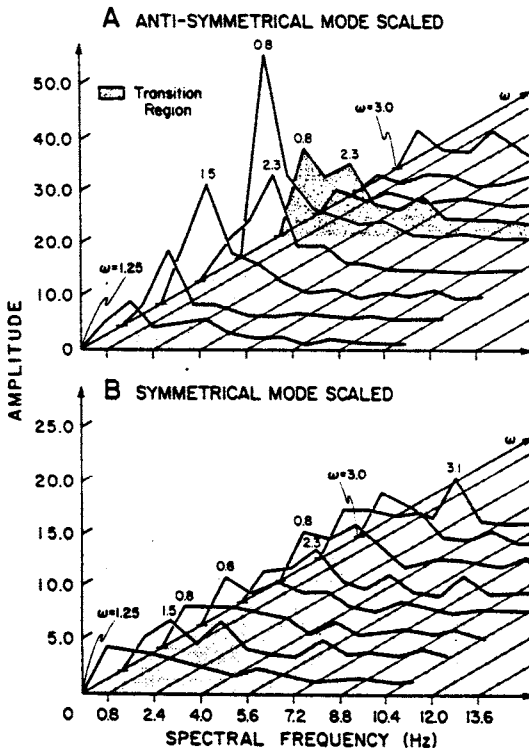 A ANTI-SYMMETRICAL MODE SCALED
0.8
50.0
Transition
Region
ω
40.0
ω=3.0
0.8
2.3
30.0
1.5
2.3
20.0
ω=1.25
10.0
0
AMPLITUDE
B SYMMETRICAL MODE SCALED
25.0
ω
20.0
3.1
ω=3.0
15.0
0.8
2.3
10.0
0.8
ω=1.25
0.8
1.5
5.0
0 0.8 2.4 4.0 5.6 7.2 8.8 10.4 12.0 13.6
SPECTRAL FREQUENCY (Hz)